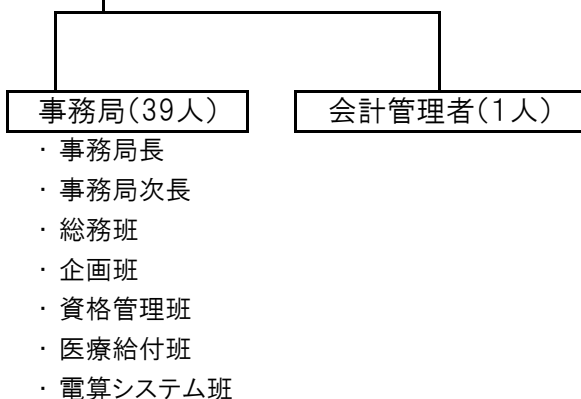 事務局(39人)
会計管理者(1人)
・事務局長
・事務局次長
・総務班
・企画班
・資格管理班
・医療給付班
・電算システム班